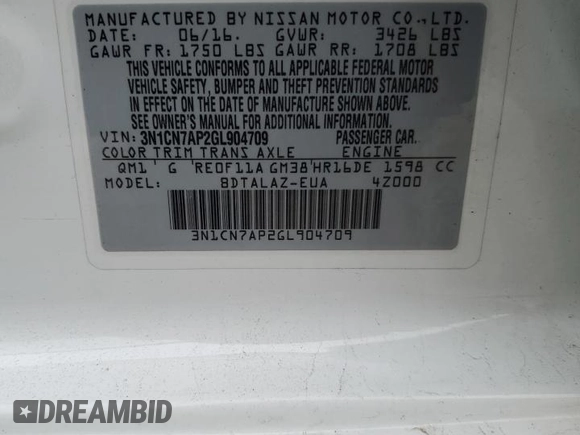 MANUFACTURED BY NISSAN MOTOR CO.,LTD.
DATE: 06/16. GVWR: 3426 LBS
GAWR FR: 1750 LBS GAWR RR: 1708 LBS
THIS VEHICLE CONFORMS TO ALL APPLICABLE FEDERAL MOTOR
VEHICLE SAFETY, BUMPER AND THEFT PREVENTION STANDARDS
IN EFFECT ON THE DATE OF MANUFACTURE SHOWN ABOVE.
SEE OWNER'S MANUAL FOR ADDITIONAL INFORMATION.
VIN: 3N1CN7AP2GL904709 PASSENGER CAR.
COLOR TRIM TRANS AXLE ENGINE
QM1' G 'RE0F11A GM38'HR16DE 1598 CC
MODEL: BDTALAZ-EUA 4Z000
3N1CN7AP2GL904709
DREAMBID